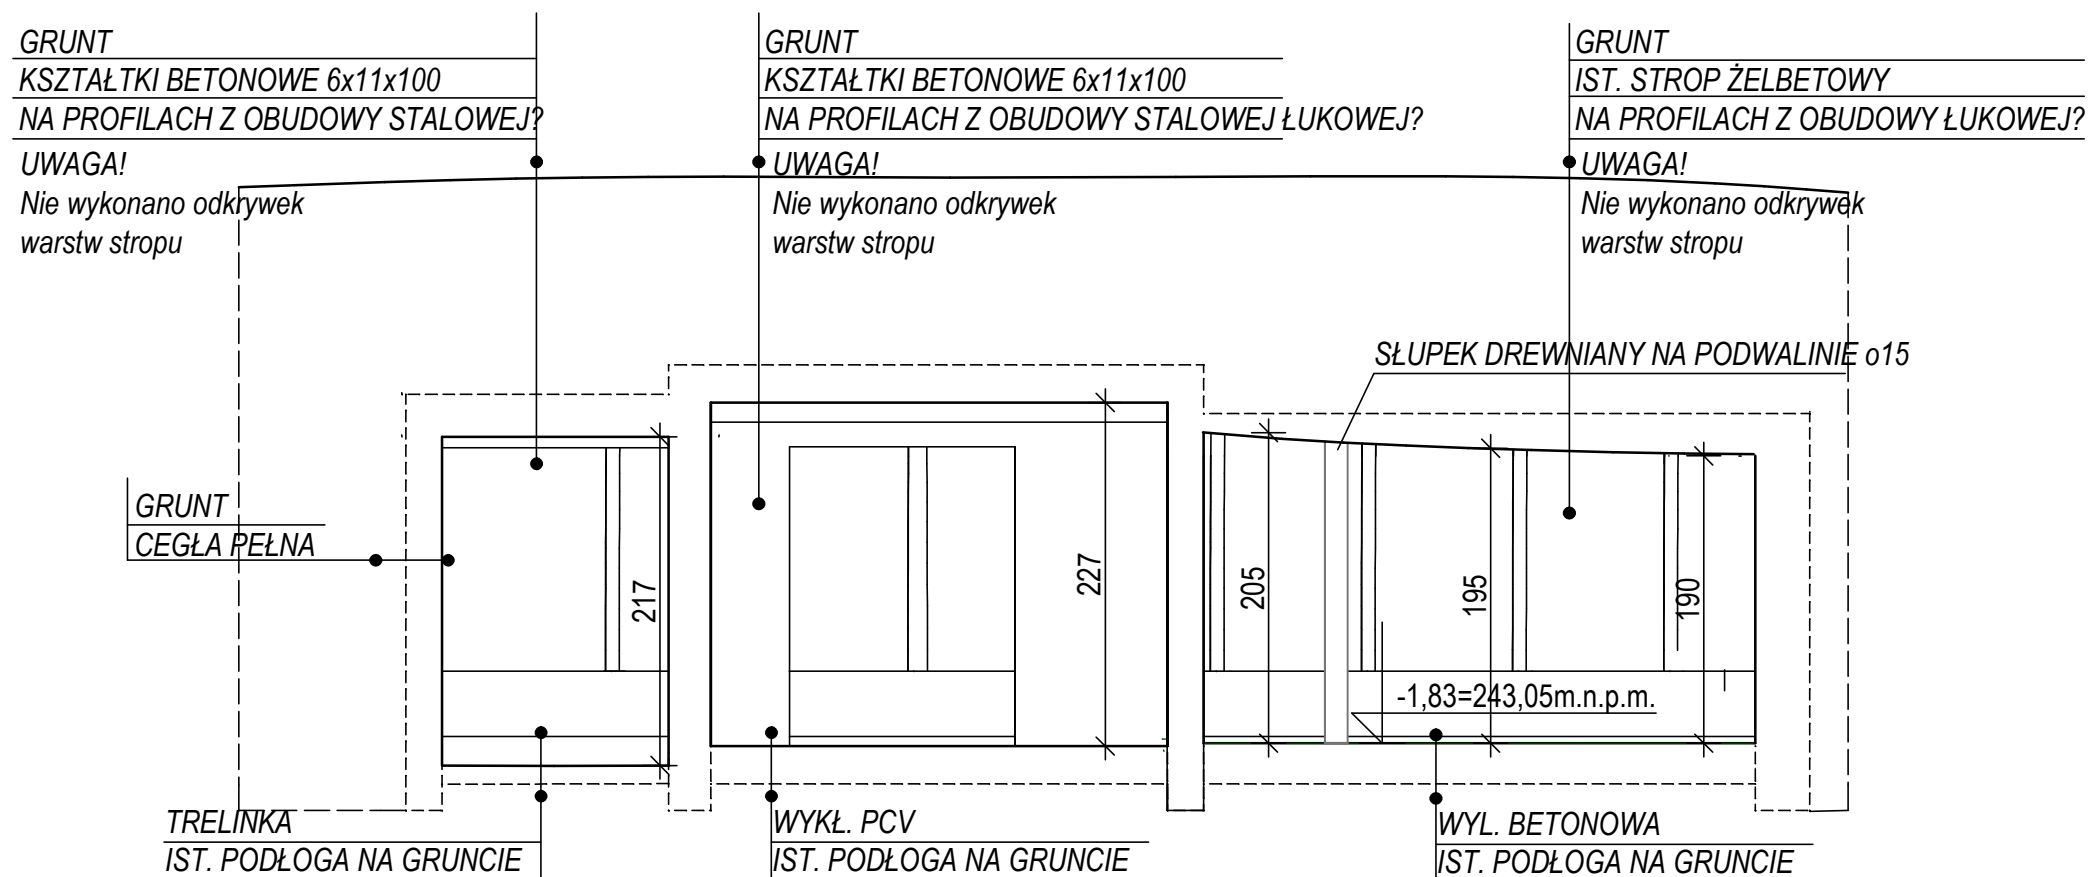 GRUNT
KSZTAŁTKI BETONOWE 6x11x100
NA PROFILACH Z OBUDOWY STALOWEJ?
UWAGA!
Nie wykonano odkrywek
warstw stropu
GRUNT
KSZTAŁTKI BETONOWE 6x11x100
NA PROFILACH Z OBUDOWY STALOWEJ ŁUKOWEJ?
UWAGA!
Nie wykonano odkrywek
warstw stropu
GRUNT
IST. STROP ŻELBETOWY
NA PROFILACH Z OBUDOWY ŁUKOWEJ?
UWAGA!
Nie wykonano odkrywek
warstw stropu
SŁUPEK DREWNIANY NA PODWALINIE o15
GRUNT
CEGŁA PEŁNA
217
227
205
195
190
-1,83=243,05m.n.p.m.
TRELINKA
IST. PODŁOGA NA GRUNCIE
WYKŁ. PCV
IST. PODŁOGA NA GRUNCIE
WYL. BETONOWA
IST. PODŁOGA NA GRUNCIE